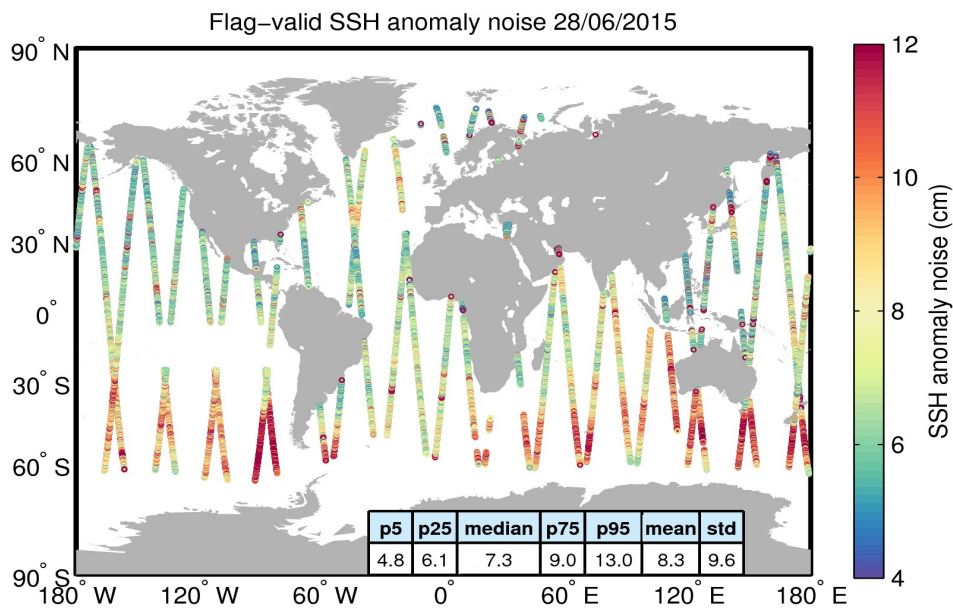 Flag−valid SSH anomaly noise 28/06/2015
90° N
60° N
30° N
0°
30° S
60° S
90° S
180° W
120° W
60° W
0°
60° E
120° E
180° E
p5 p25 median p75 p95 mean std
4.8 6.1 7.3 9.0 13.0 8.3 9.6
12
10
8
6
4
SSH anomaly noise (cm)